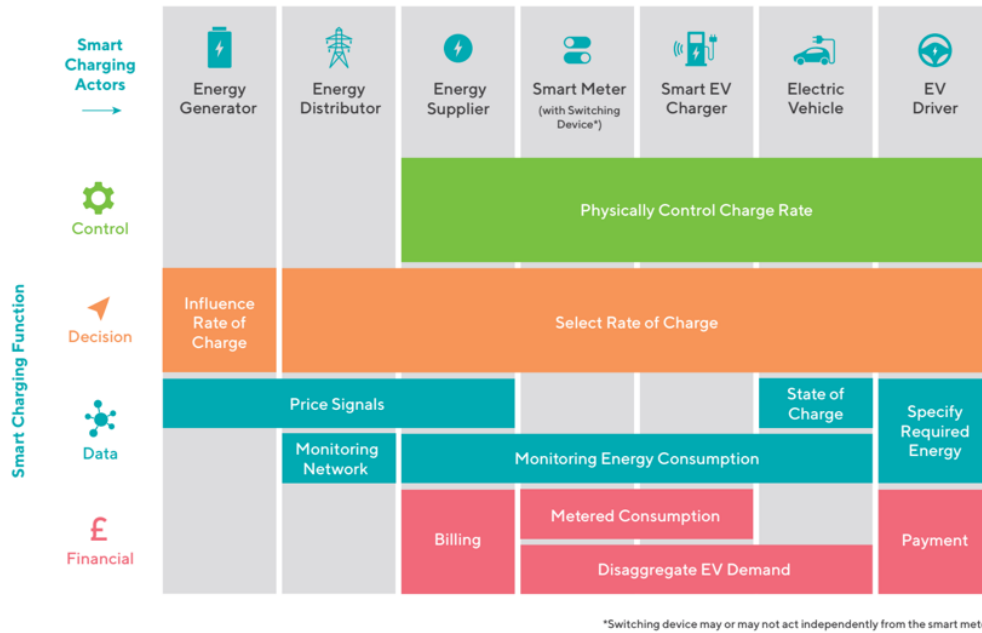 Smart
Charging
Actors
Energy
Generator
Energy
Distributor
Energy
Supplier
Smart Meter
(with Switching
Device*)
Smart EV
Charger
Electric
Vehicle
EV
Driver
Smart Charging Function
Control
Physically Control Charge Rate
Decision
Influence
Rate of
Charge
Select Rate of Charge
Data
Price Signals
State of
Charge
Specify
Required
Energy
Monitoring
Network
Monitoring Energy Consumption
£
Financial
Billing
Metered Consumption
Payment
Disaggregate EV Demand
*Switching device may or may not act independently from the smart mete